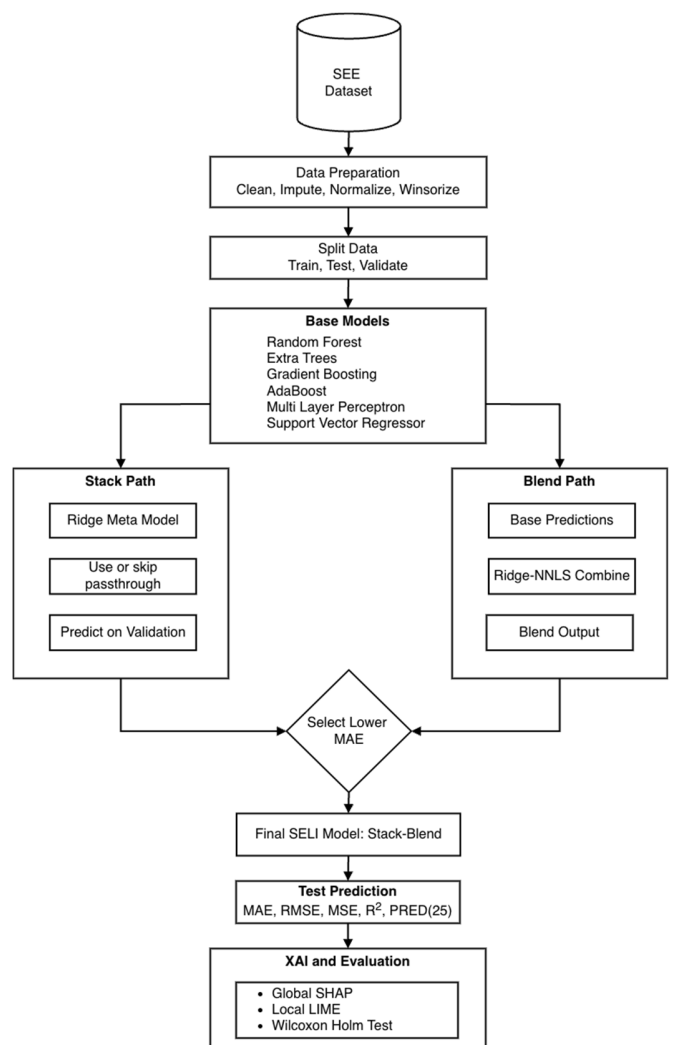 SEE
Dataset
Data Preparation
Clean, Impute, Normalize, Winsorize
Split Data
Train, Test, Validate
Base Models
Random Forest
Extra Trees
Gradient Boosting
AdaBoost
Multi Layer Perceptron
Support Vector Regressor
Stack Path
Ridge Meta Model
Use or skip
passthrough
Predict on Validation
Blend Path
Base Predictions
Ridge-NNLS Combine
Blend Output
Select Lower
MAE
Final SELI Model: Stack-Blend
Test Prediction
MAE, RMSE, MSE, R², PRED(25)
XAI and Evaluation
• Global SHAP
• Local LIME
• Wilcoxon Holm Test